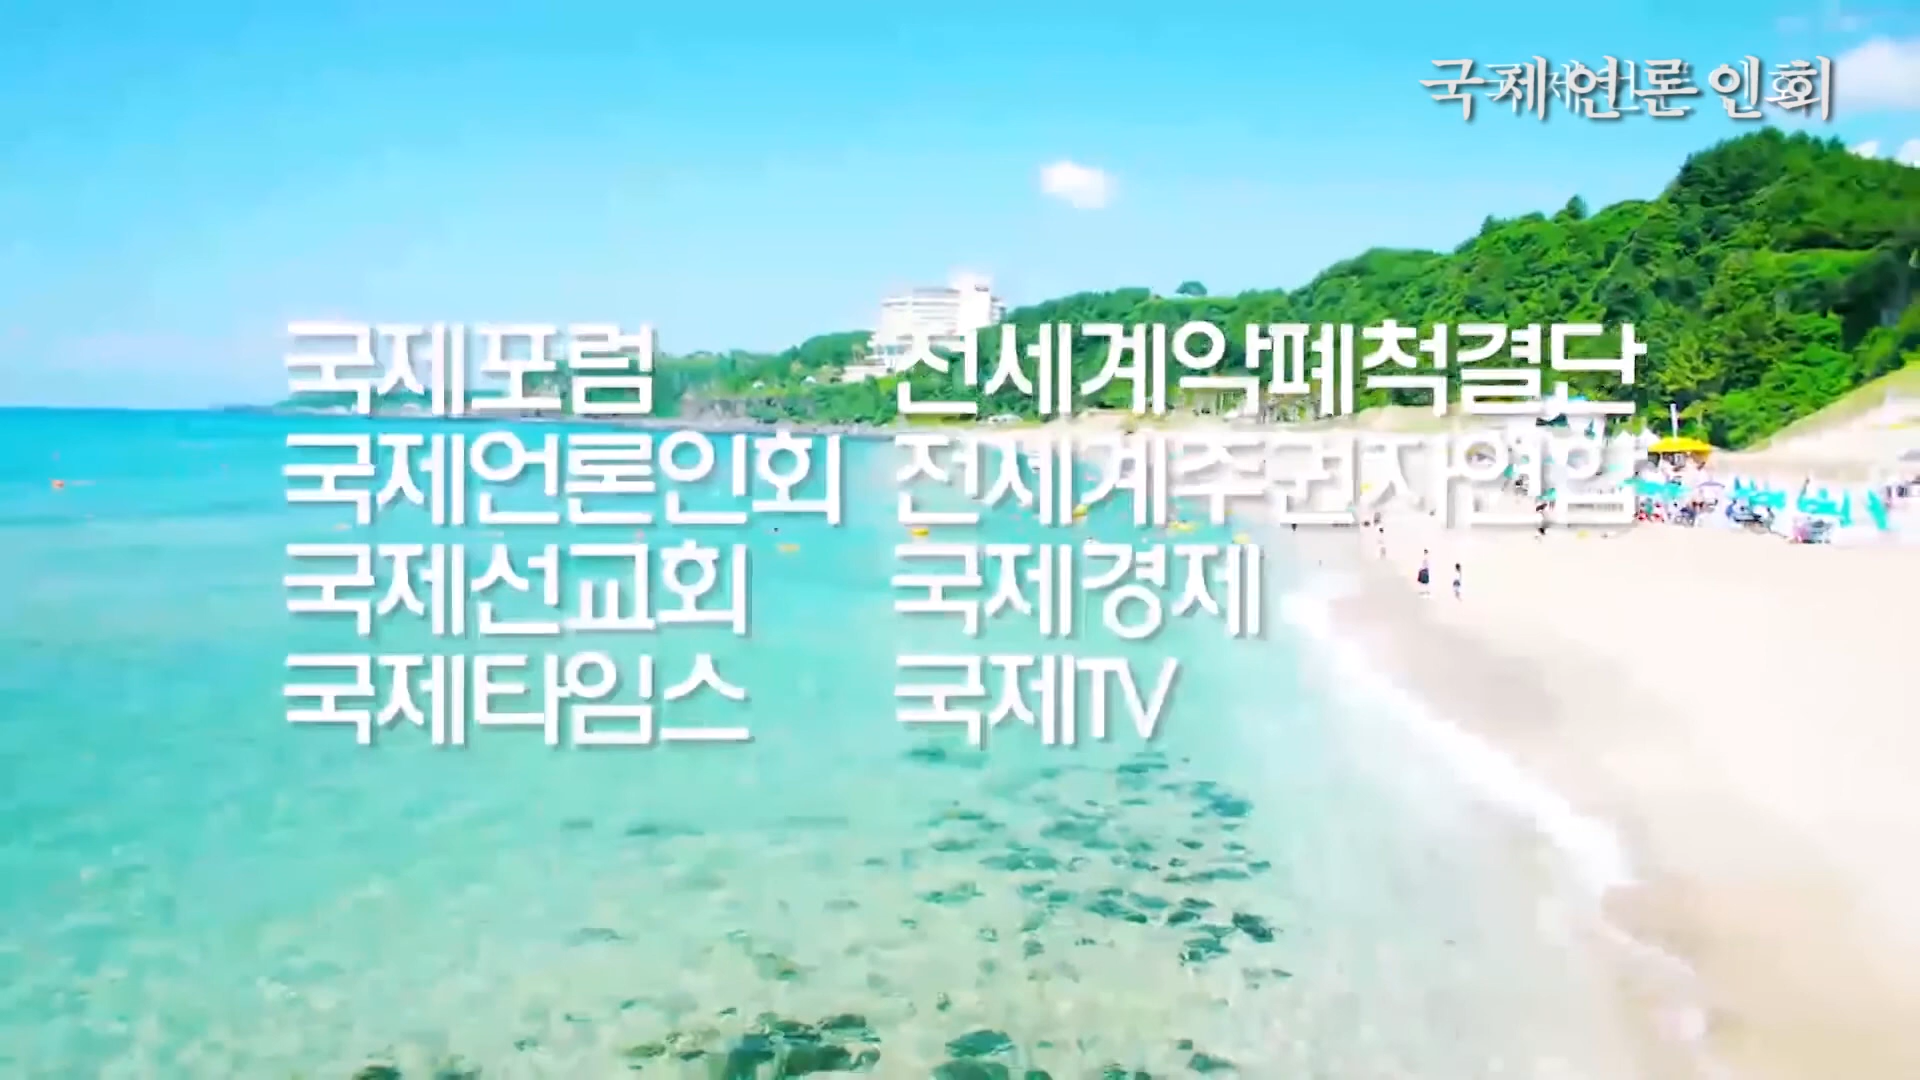 국제언론인회
국제포럼 전세계악폐척결단
국제언론인회 전세계주권자연합
국제선교회 국제경제
국제타임스 국제TV